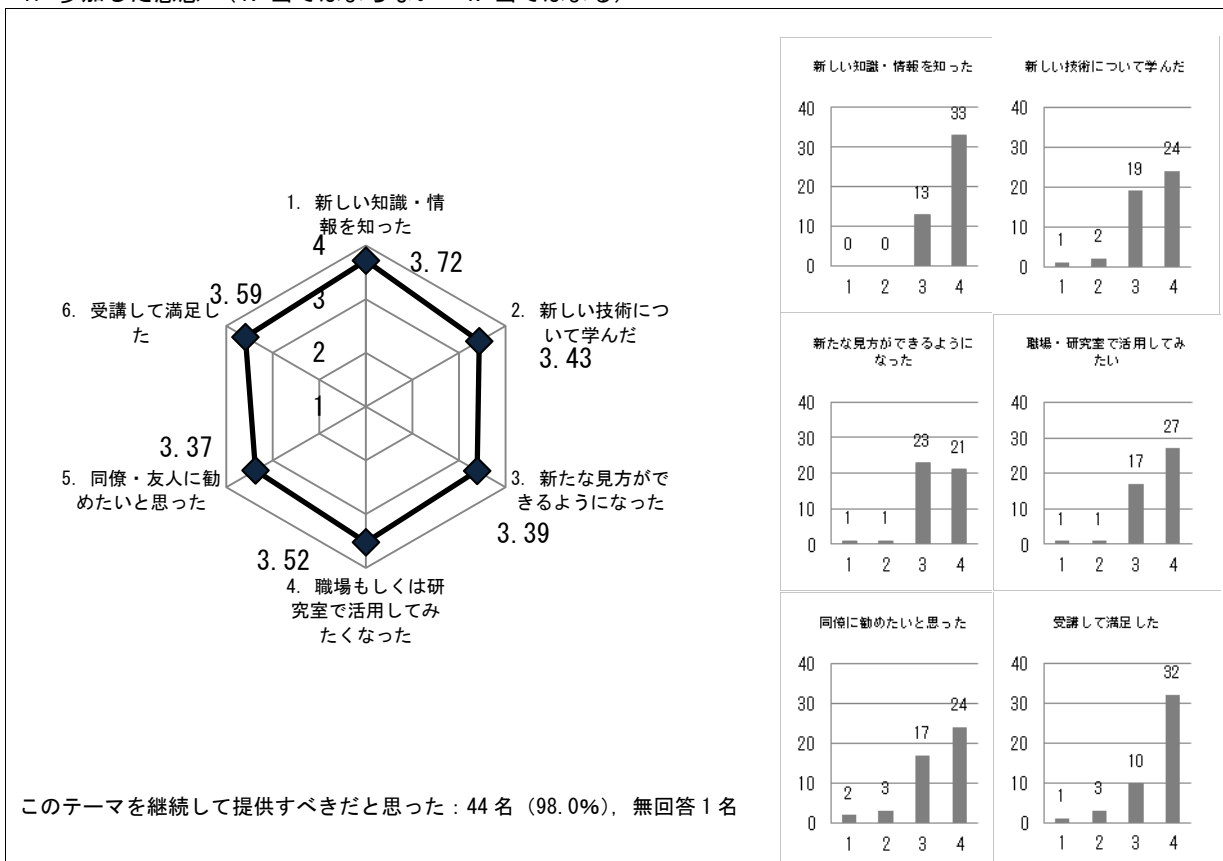 1. 新しい知識・情
報を知った
4
3.72
3.59
3
6. 受講して満足し
た
2. 新しい技術につ
いて学んだ
3.43
2
1
3.37
5. 同僚・友人に勧
めたいと思った
3. 新たな見方がで
きるようになった
3.39
3.52
4. 職場もしくは研
究室で活用してみ
たくなった
このテーマを継続して提供すべきだと思った：44名（98.0%），無回答1名
新しい知識・情報を知った
40
30
20
10
0
0
0
13
33
1 2 3 4
新しい技術について学んだ
40
30
20
10
0
1
2
19
24
1 2 3 4
新たな見方ができるように
なった
40
30
20
10
0
1
1
23
21
1 2 3 4
職場・研究室で活用してみ
たい
40
30
20
10
0
1
1
17
27
1 2 3 4
同僚に勧めたいと思った
40
30
20
10
0
2
3
17
24
1 2 3 4
受講して満足した
40
30
20
10
0
1
3
10
32
1 2 3 4